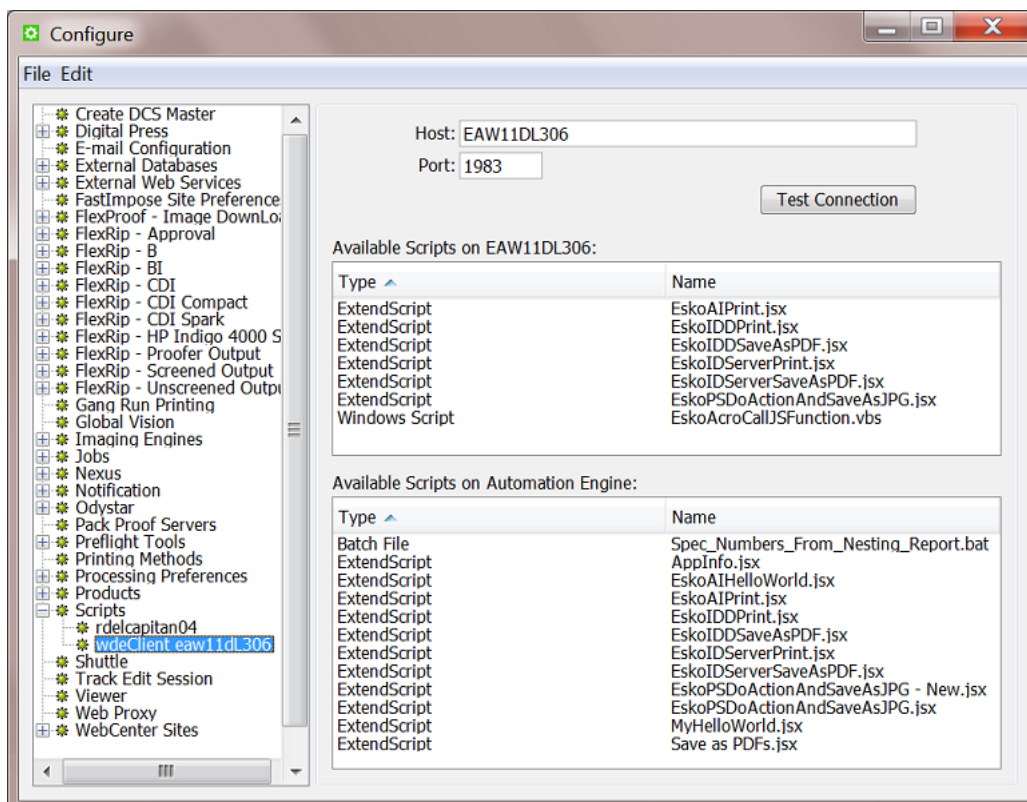 Configure
File Edit
Create DCS Master
Digital Press
E-mail Configuration
External Databases
External Web Services
FastImpose Site Preference
FlexProof - Image DownLoa
FlexRip - Approval
FlexRip - B
FlexRip - BI
FlexRip - CDI
FlexRip - CDI Compact
FlexRip - CDI Spark
FlexRip - HP Indigo 4000 S
FlexRip - Proofer Output
FlexRip - Screened Output
FlexRip - Unscreened Outpu
Gang Run Printing
Global Vision
Imaging Engines
Jobs
Nexus
Notification
Odystar
Pack Proof Servers
Preflight Tools
Printing Methods
Processing Preferences
Products
Scripts
rdelcapitan04
wdeClient eaw11dL306
Shuttle
Track Edit Session
Viewer
Web Proxy
WebCenter Sites
Host: EAW11DL306
Port: 1983
Test Connection
Available Scripts on EAW11DL306:
Type Name
ExtendScript EskoAIPrint.jsx
ExtendScript EskoIDDPrint.jsx
ExtendScript EskoIDDSaveAsPDF.jsx
ExtendScript EskoIDServerPrint.jsx
ExtendScript EskoIDServerSaveAsPDF.jsx
ExtendScript EskoPSDoActionAndSaveAsJPG.jsx
Windows Script EskoAcroCallJSFunction.vbs
Available Scripts on Automation Engine:
Type Name
Batch File Spec_Numbers_From_Nesting_Report.bat
ExtendScript AppInfo.jsx
ExtendScript EskoAIHelloWorld.jsx
ExtendScript EskoAIPrint.jsx
ExtendScript EskoIDDPrint.jsx
ExtendScript EskoIDDSaveAsPDF.jsx
ExtendScript EskoIDServerPrint.jsx
ExtendScript EskoIDServerSaveAsPDF.jsx
ExtendScript EskoPSDoActionAndSaveAsJPG - New.jsx
ExtendScript EskoPSDoActionAndSaveAsJPG.jsx
ExtendScript MyHelloWorld.jsx
ExtendScript Save as PDFs.jsx